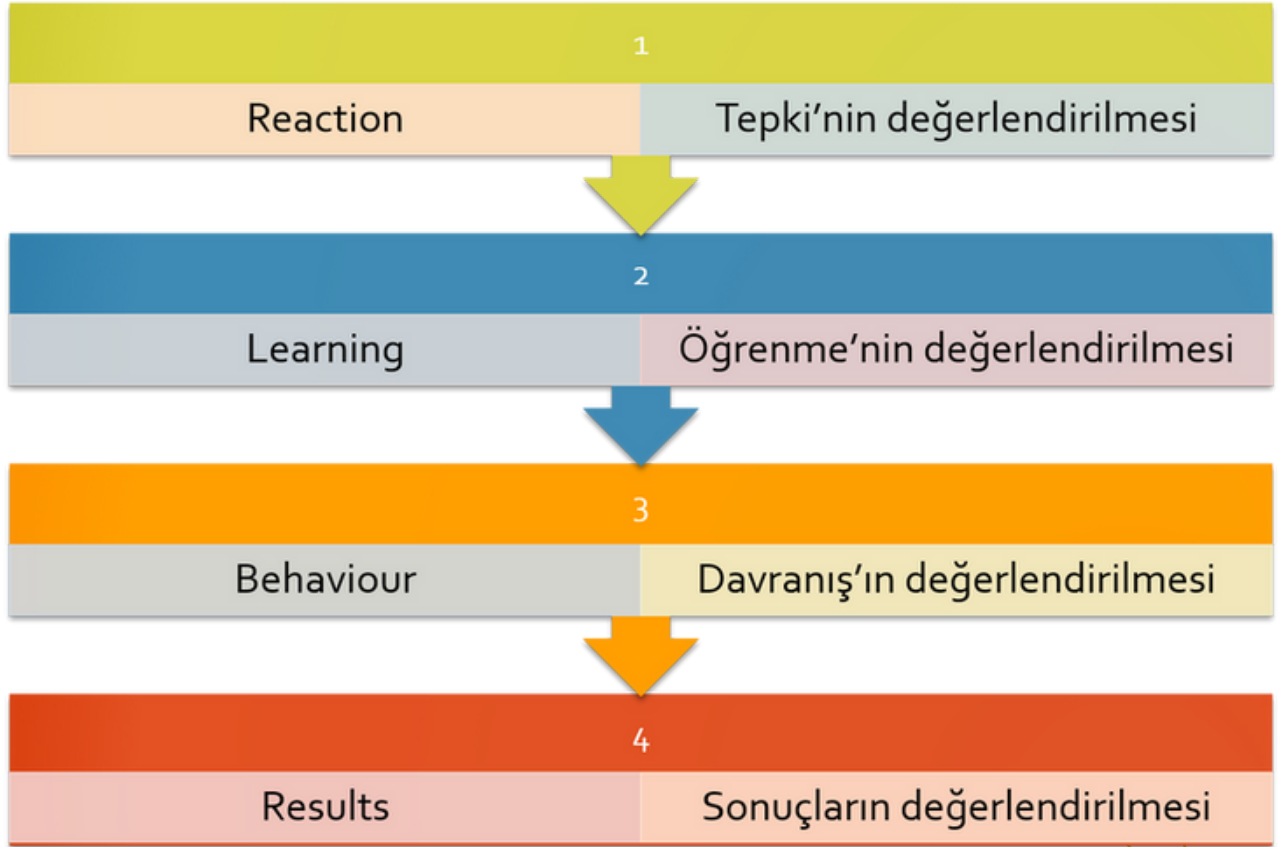 1
Reaction
Tepki’nin değerlendirilmesi
2
Learning
Öğrenme’nin değerlendirilmesi
3
Behaviour
Davranış’ın değerlendirilmesi
4
Results
Sonuçların değerlendirilmesi